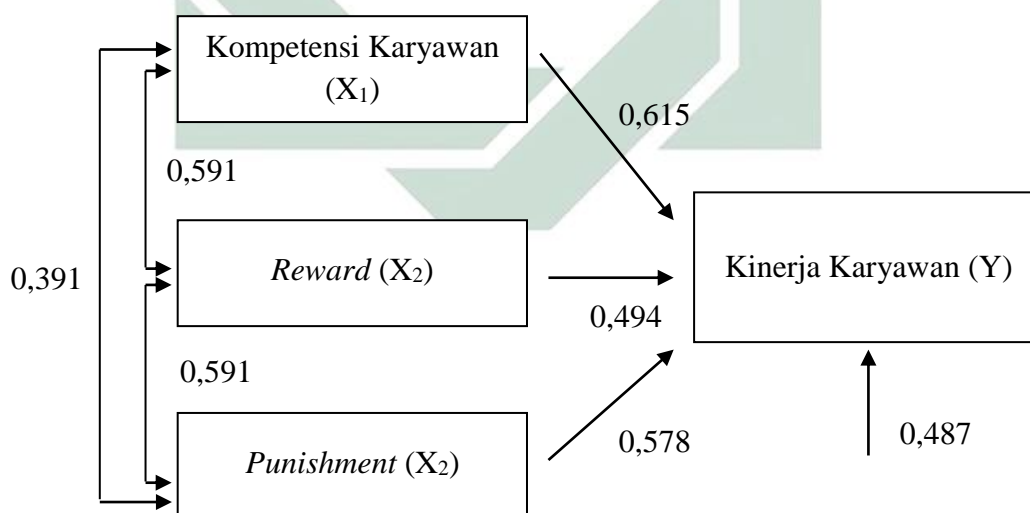 Kompetensi Karyawan
(X₁)
0,615
0,591
Reward (X₂)
Kinerja Karyawan (Y)
0,391
0,494
0,591
0,578
0,487
Punishment (X₂)